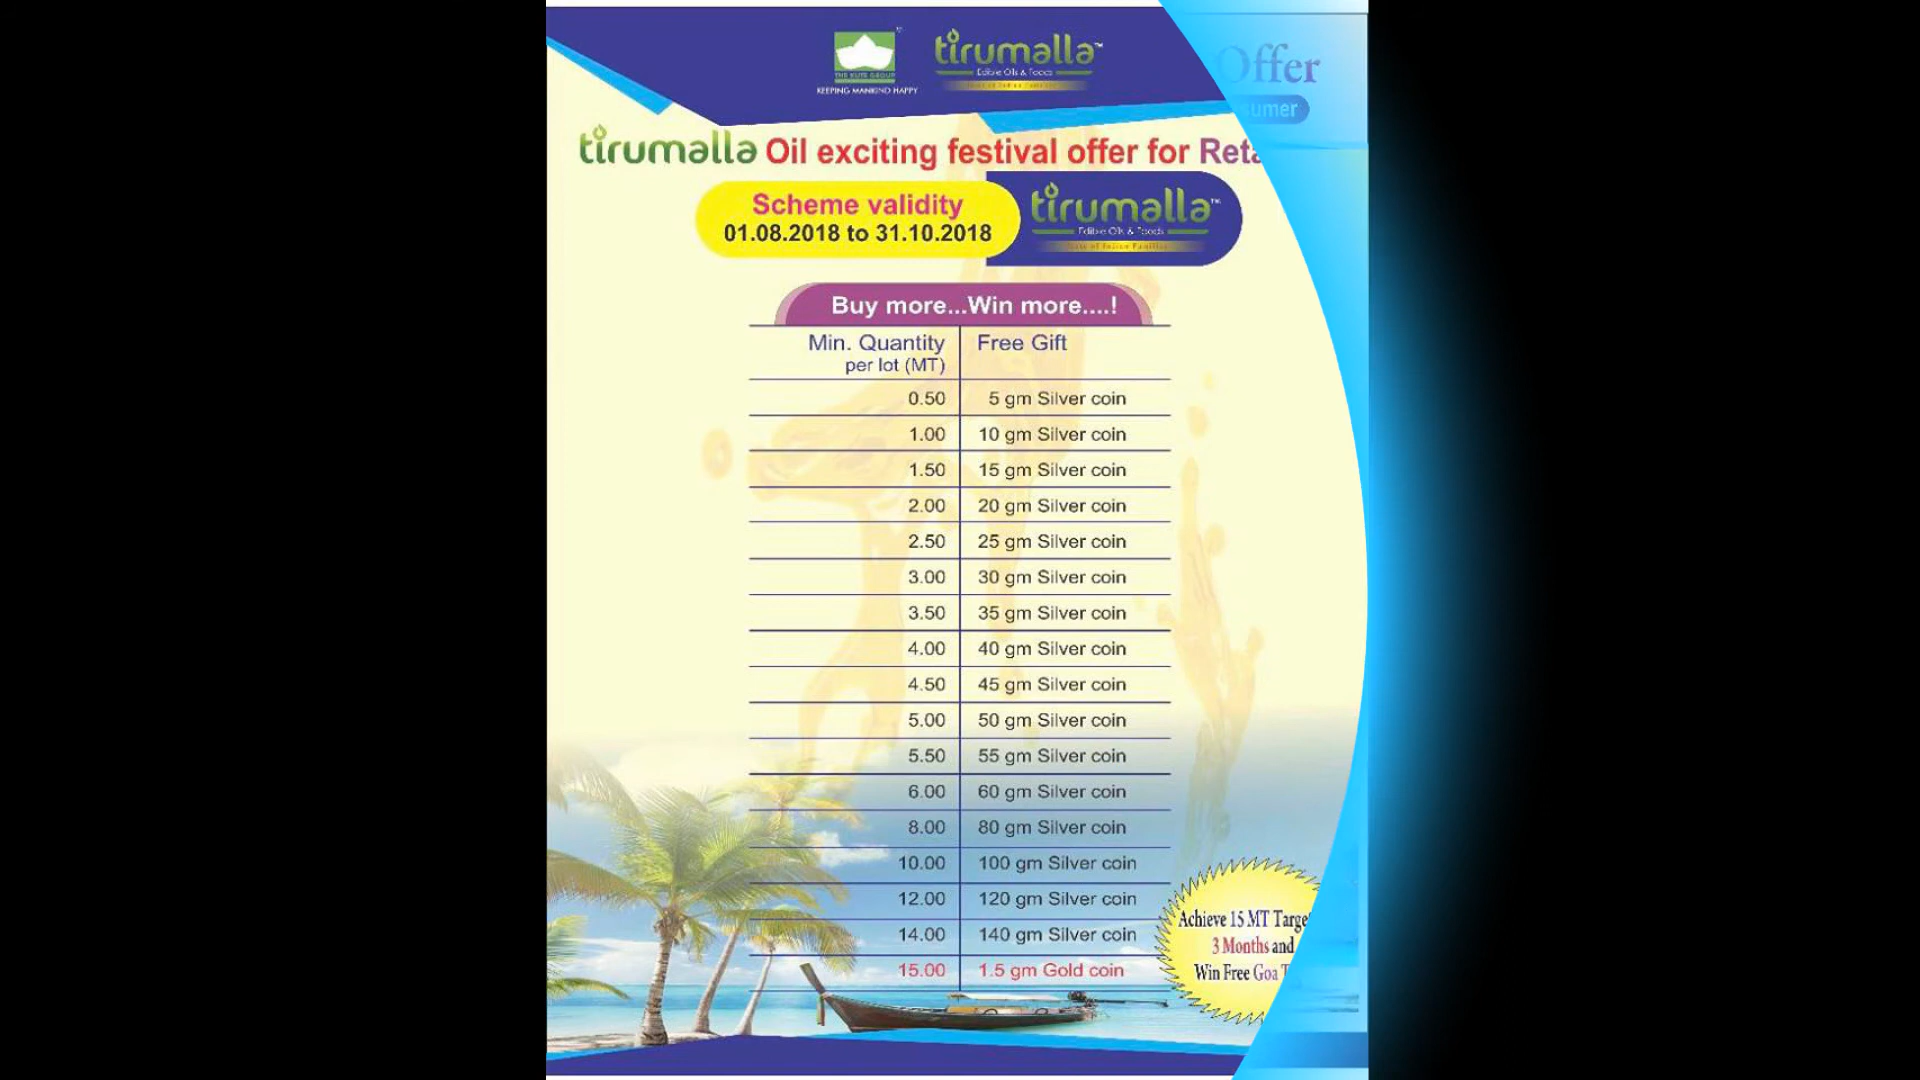 THE KUTE GROUP
KEEPING MANKIND HAPPY
tirumalla™
Edible Oils & Foods
Offer
tirumalla Oil exciting festival offer for
Scheme validity
01.08.2018 to 31.10.2018
tirumalla™
Edible Oils & Foods
Buy more...Win more....!
Min. Quantity per lot (MT) Free Gift
0.50 5 gm Silver coin
1.00 10 gm Silver coin
1.50 15 gm Silver coin
2.00 20 gm Silver coin
2.50 25 gm Silver coin
3.00 30 gm Silver coin
3.50 35 gm Silver coin
4.00 40 gm Silver coin
4.50 45 gm Silver coin
5.00 50 gm Silver coin
5.50 55 gm Silver coin
6.00 60 gm Silver coin
8.00 80 gm Silver coin
10.00 100 gm Silver coin
12.00 120 gm Silver coin
14.00 140 gm Silver coin
15.00 1.5 gm Gold coin
Achieve 15 MT
3 Months and
Win Free Goa